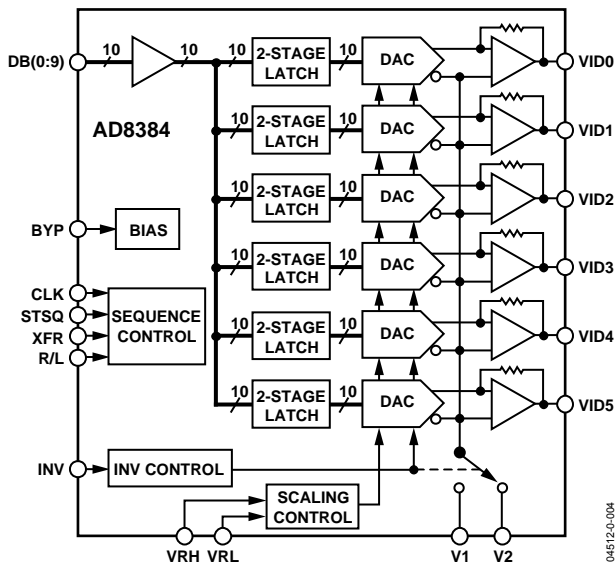 DB(0:9)
10
10
10
2-STAGE
LATCH
10
DAC
VID0
AD8384
10
2-STAGE
LATCH
10
DAC
VID1
10
2-STAGE
LATCH
10
DAC
VID2
BYP
BIAS
10
2-STAGE
LATCH
10
DAC
VID3
CLK
STSQ
XFR
R/L
SEQUENCE
CONTROL
10
2-STAGE
LATCH
10
DAC
VID4
10
2-STAGE
LATCH
10
DAC
VID5
INV
INV CONTROL
SCALING
CONTROL
VRH
VRL
V1
V2
04512-0-004